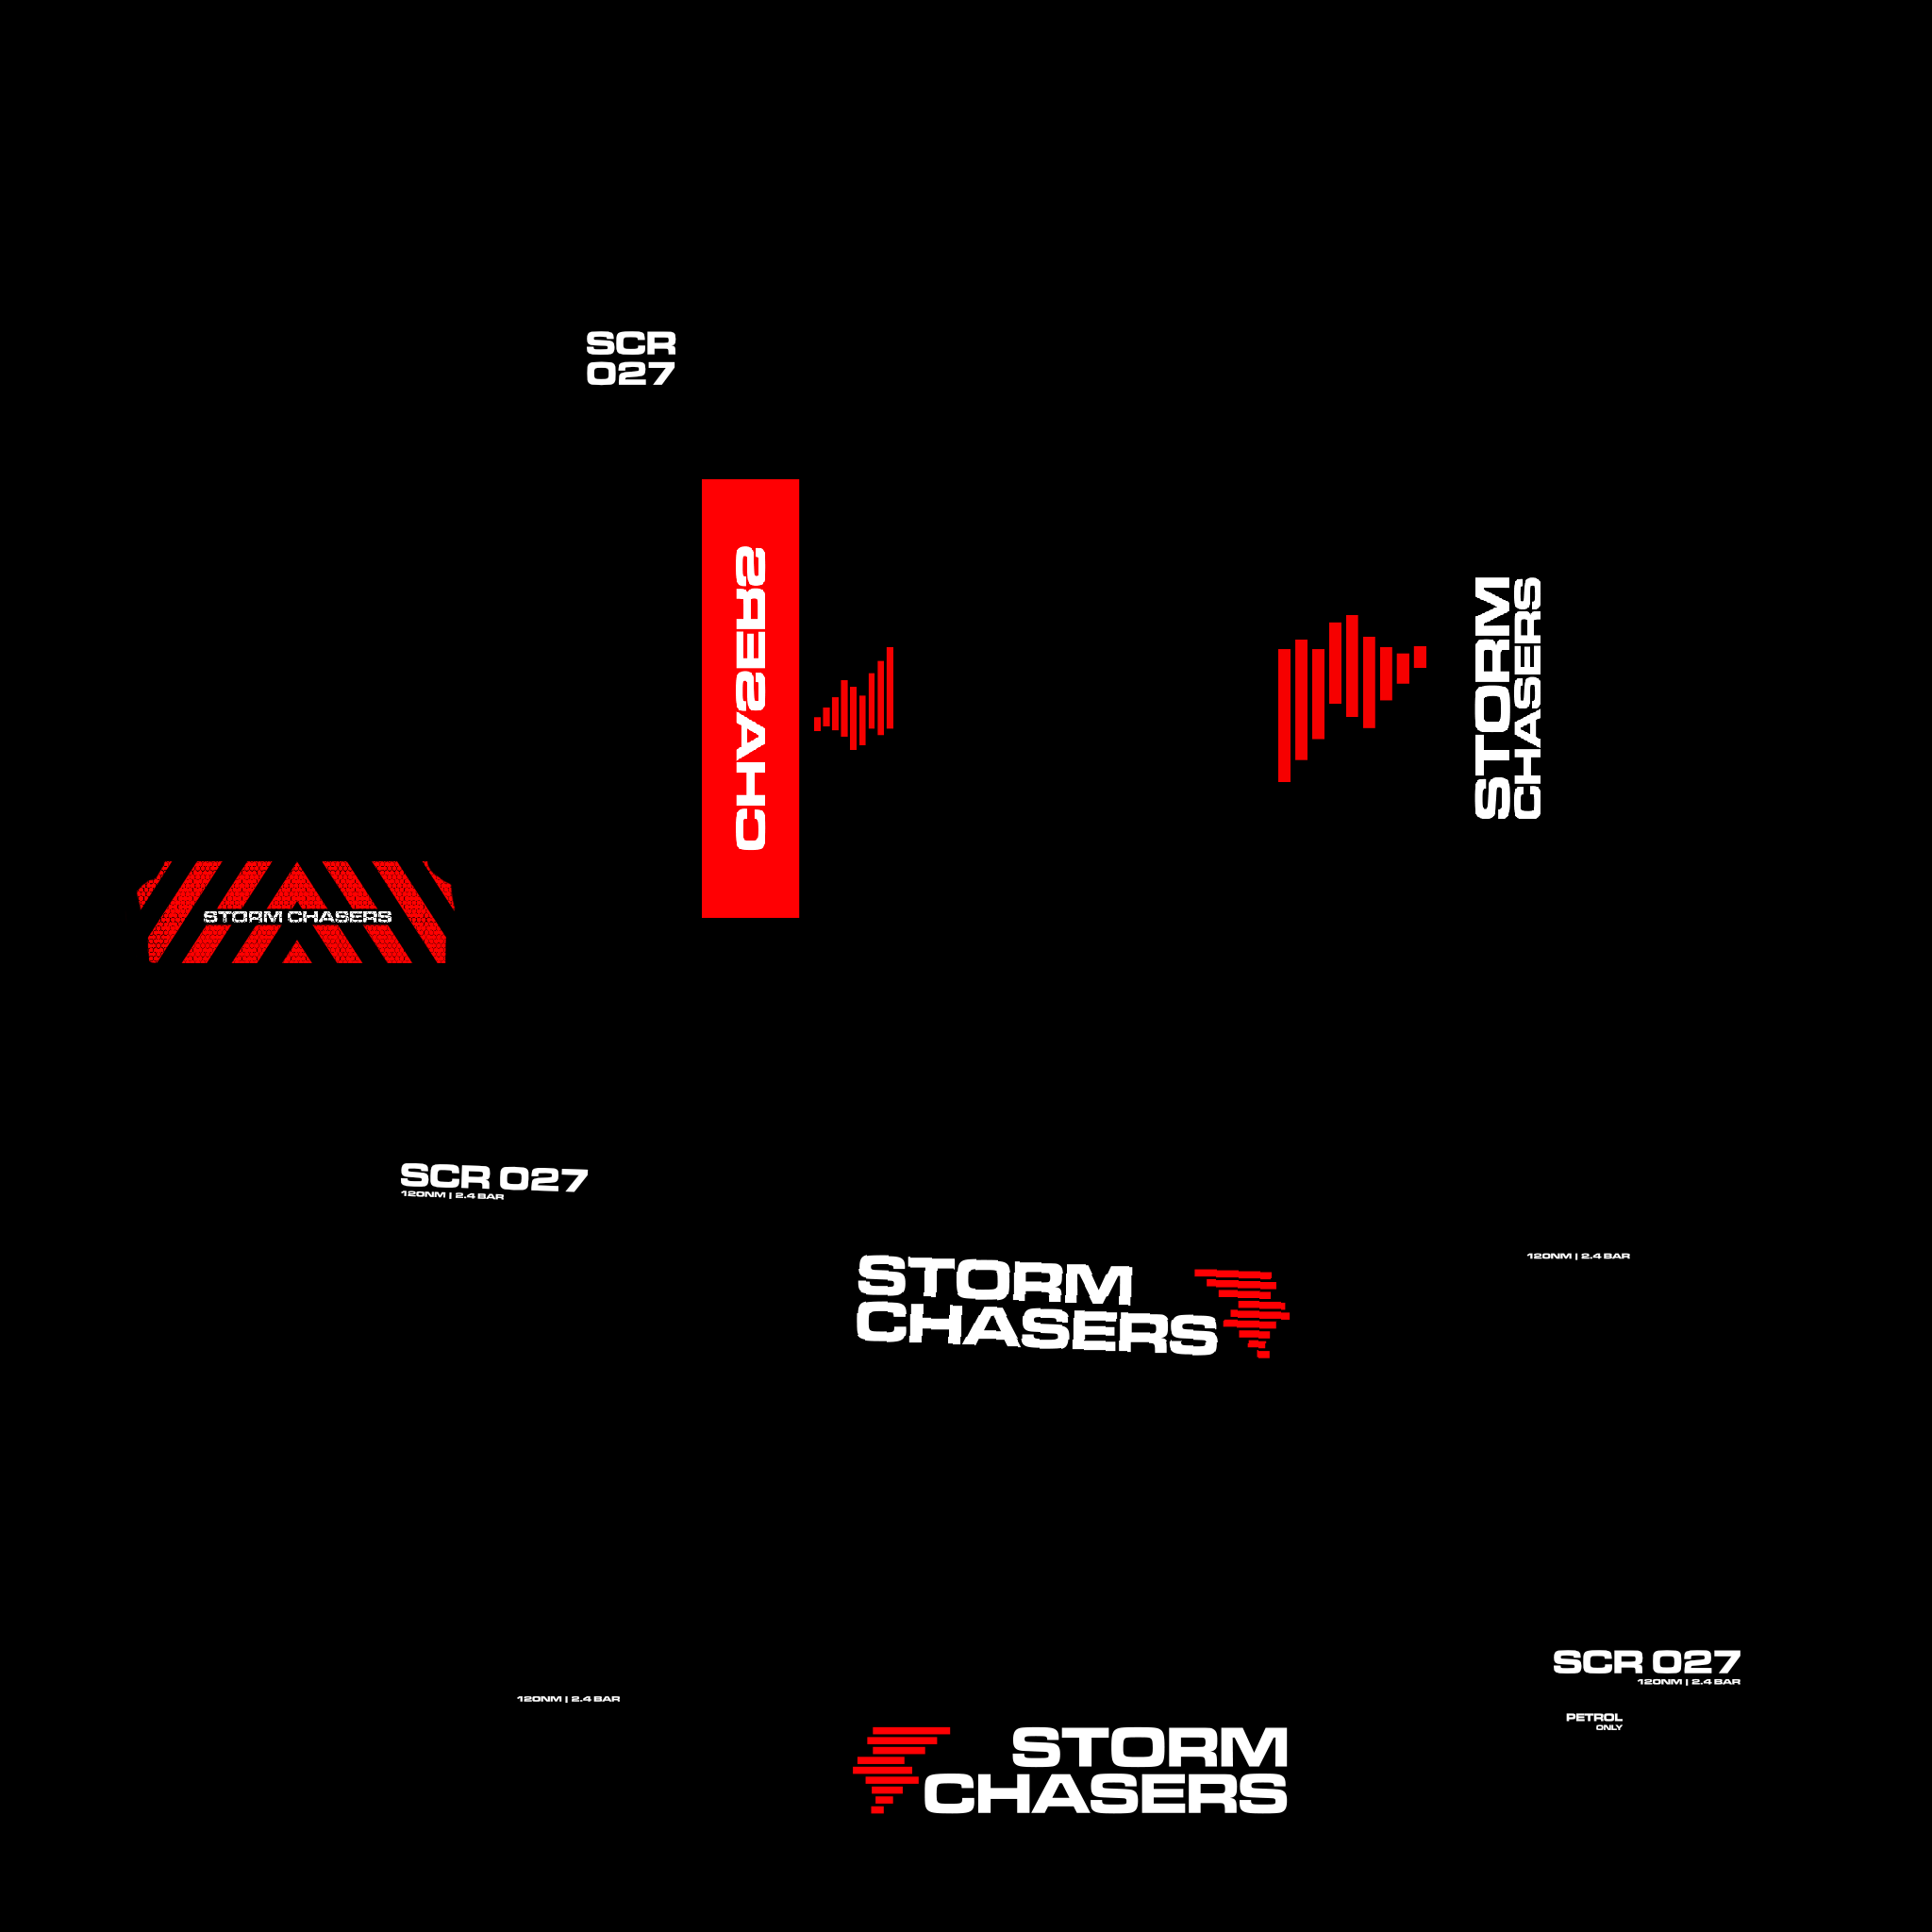 SCR
027
CHASERS
STORM
CHASERS
STORM CHASERS
SCR 027
120NM | 2.4 BAR
STORM
CHASERS
120NM | 2.4 BAR
SCR 027
120NM | 2.4 BAR
120NM | 2.4 BAR
PETROL
ONLY
STORM
CHASERS